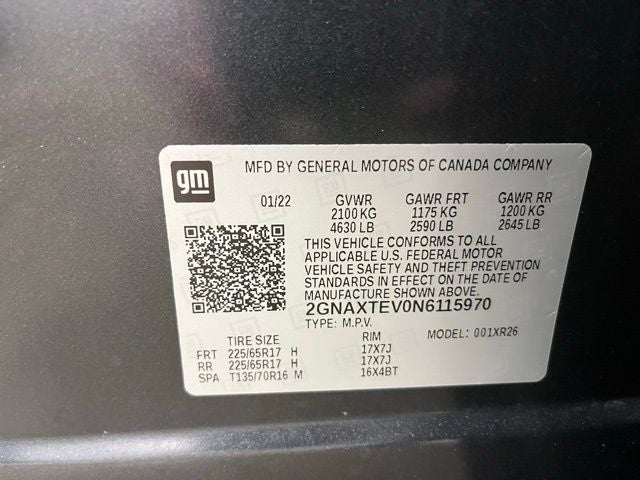 gm
MFD BY GENERAL MOTORS OF CANADA COMPANY
01/22 GVWR GAWR FRT GAWR RR
2100 KG 1175 KG 1200 KG
4630 LB 2590 LB 2645 LB
THIS VEHICLE CONFORMS TO ALL
APPLICABLE U.S. FEDERAL MOTOR
VEHICLE SAFETY AND THEFT PREVENTION
STANDARDS IN EFFECT ON THE DATE OF
MANUFACTURE SHOWN ABOVE.
2GNAXTEV0N6115970
TYPE: M.P.V. MODEL: 001XR26
TIRE SIZE RIM
FRT 225/65R17 H 17X7J
RR 225/65R17 H 17X7J
SPA T135/70R16 M 16X4BT